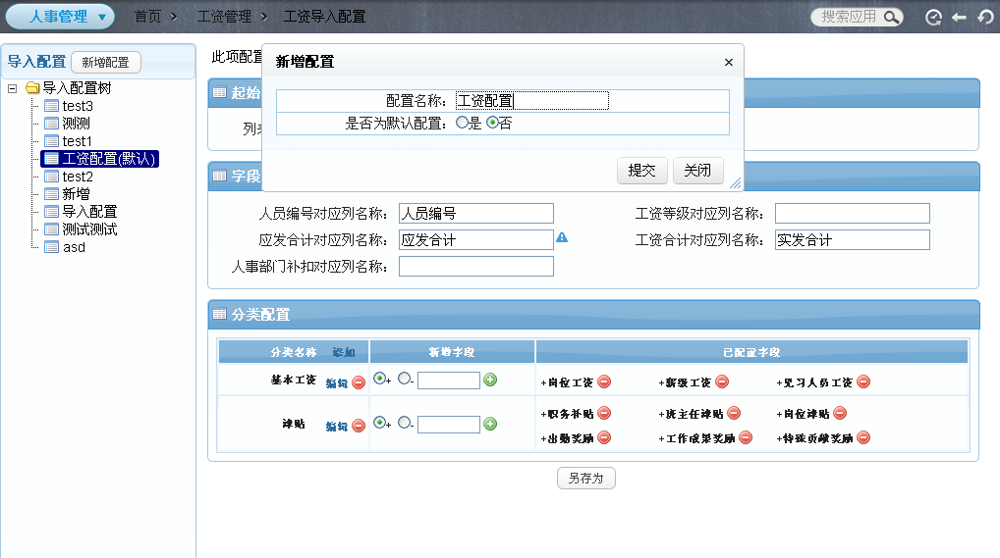 人事管理 ▼ 首页 > 工资管理 > 工资导入配置 搜索应用
导入配置 新增配置
导入配置树
test3
测测
test1
工资配置(默认)
test2
新增
导入配置
测试测试
asd
此项配置
新增配置 ×
配置名称: 工资配置
是否为默认配置: 是 否
提交 关闭
起始
列表
字段
人员编号对应列名称: 人员编号 工资等级对应列名称:
应发合计对应列名称: 应发合计 工资合计对应列名称: 实发合计
人事部门补扣对应列名称:
分类配置
分类名称 添加 新增字段 已配置字段
基本工资 编辑 + - +岗位工资 +薪级工资 +见习人员工资
津贴 编辑 + - +职务补贴 +班主任津贴 +岗位津贴
+出勤奖励 +工作成果奖励 +特殊贡献奖励
另存为